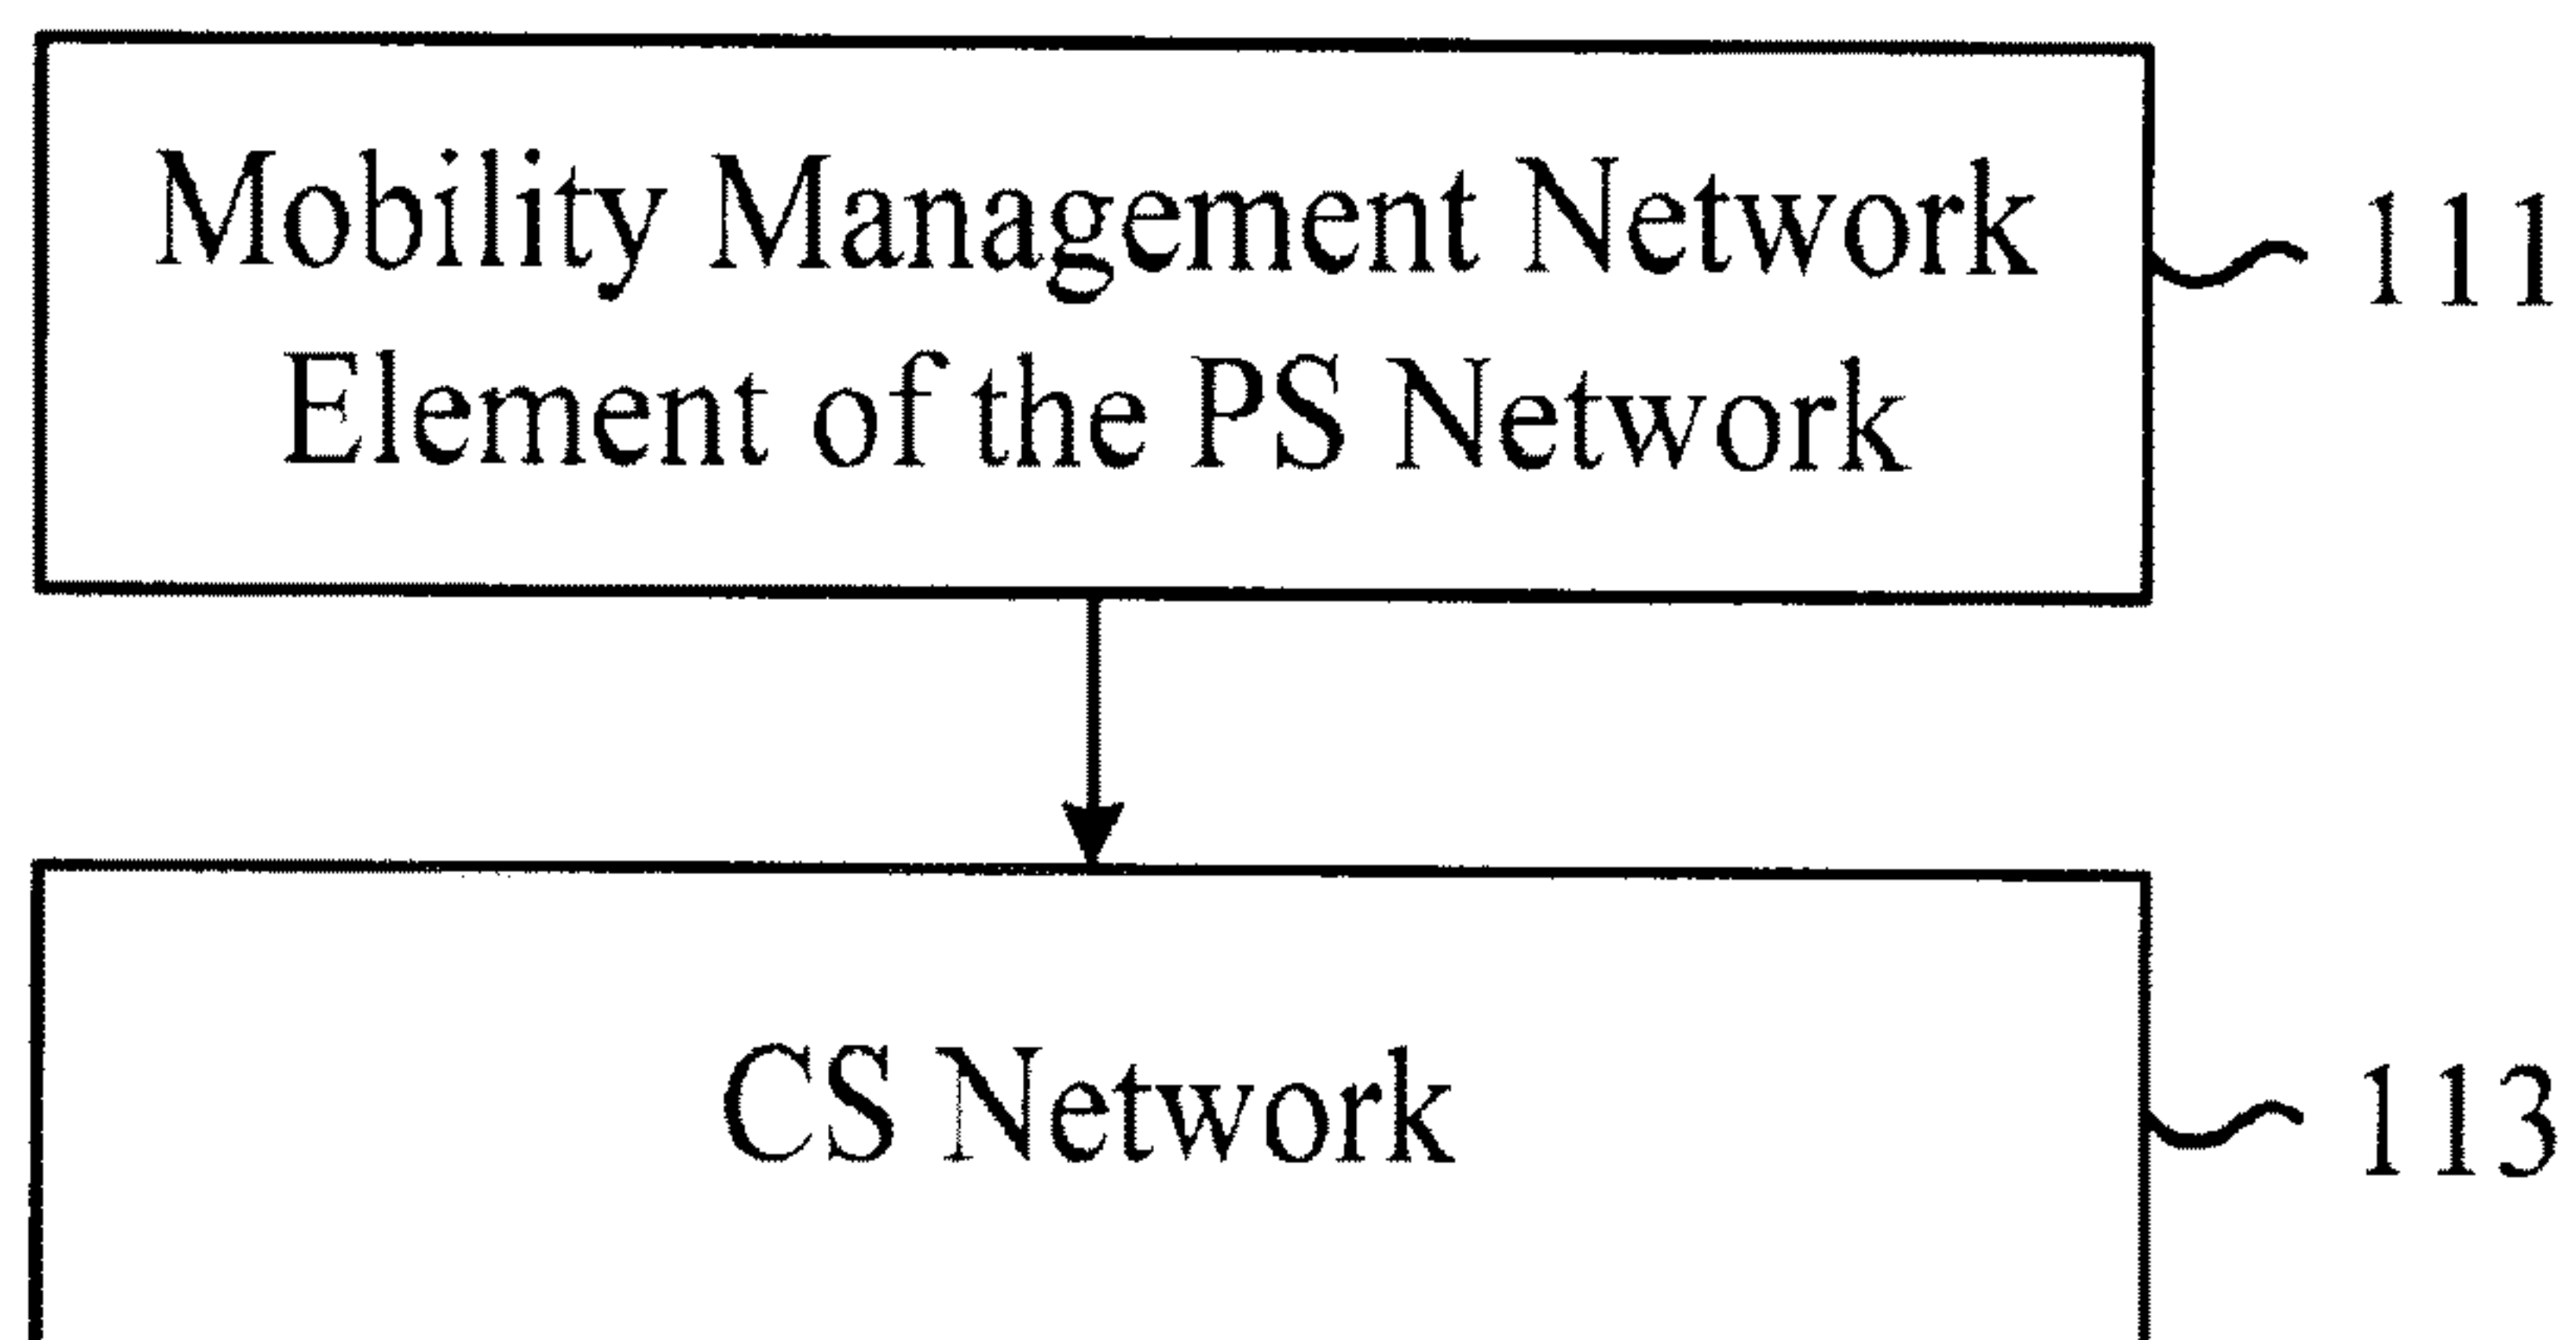 Mobility Management Network
Element of the PS Network
111
CS Network
113